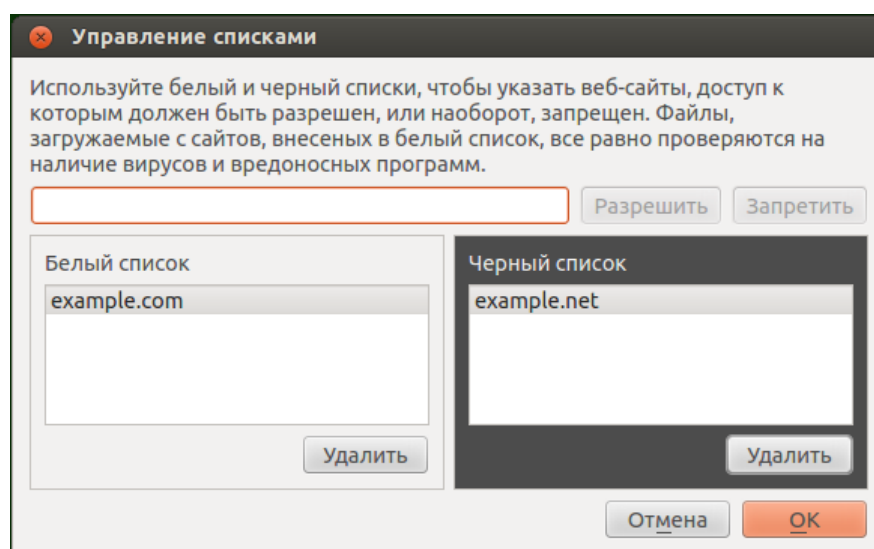 Управление списками
Используйте белый и черный списки, чтобы указать веб-сайты, доступ к
которым должен быть разрешен, или наоборот, запрещен. Файлы,
загружаемые с сайтов, внесеных в белый список, все равно проверяются на
наличие вирусов и вредоносных программ.
Разрешить Запретить
Белый список Черный список
example.com example.net
Удалить Удалить
Отмена OK